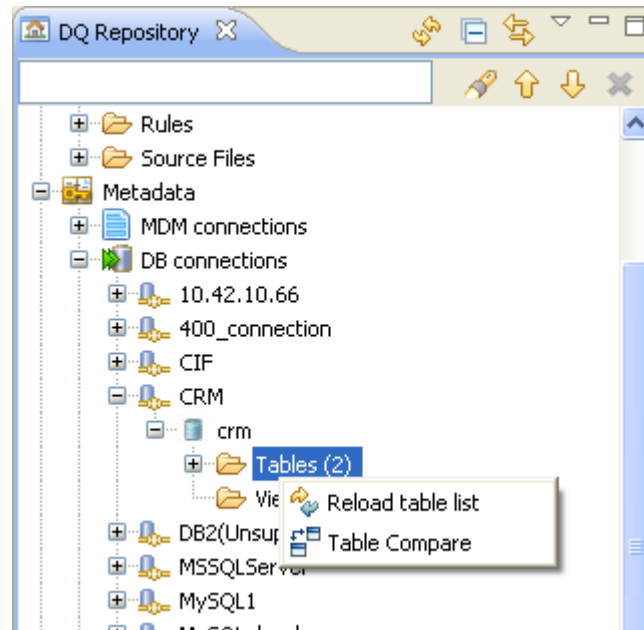 DQ Repository
Rules
Source Files
Metadata
MDM connections
DB connections
10.42.10.66
400_connection
CIF
CRM
crm
Tables (2)
Reload table list
Table Compare
MSSQLServer
MySQL1